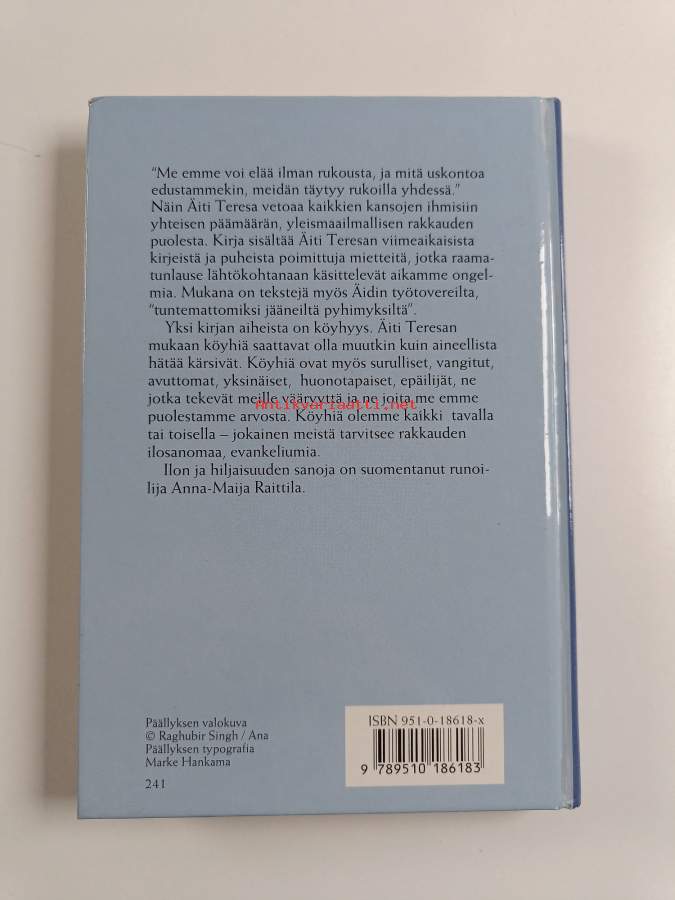 “Me emme voi elää ilman rukousta, ja mitä uskontoa
edustammekin, meidän täytyy rukoilla yhdessä.”
Näin Äiti Teresa vetoaa kaikkien kansojen ihmisiin
yhteisen päämäärän, yleismaailmallisen rakkauden
puolesta. Kirja sisältää Äiti Teresan viimeaikaisista
kirjeistä ja puheista poimittuja mietteitä, jotka raama-
tunlause lähtökohtanaan käsittelevät aikamme ongel-
mia. Mukana on tekstejä myös Äidin työtovereilta,
“tuntemattomiksi jääneiltä pyhimyksiltä”.
Yksi kirjan aiheista on köyhyys. Äiti Teresan
mukaan köyhiä saattavat olla muutkin kuin aineellista
hätää kärsivät. Köyhiä ovat myös surulliset, vangitut,
avuttomat, yksinäiset, huonotapaiset, epäilijät, ne
jotka tekevät meille vääryyttä ja ne joita me emme
Antikvariaatti.net
puolestamme arvosta. Köyhiä olemme kaikki tavalla
tai toisella – jokainen meistä tarvitsee rakkauden
ilosanomaa, evankeliumia.
Ilon ja hiljaisuuden sanoja on suomentanut runoi-
lija Anna-Maija Raittila.
Päällyksen valokuva
© Raghubir Singh / Ana
Päällyksen typografia
Marke Hankama
241
ISBN 951-0-18618-x
9 789510 186183